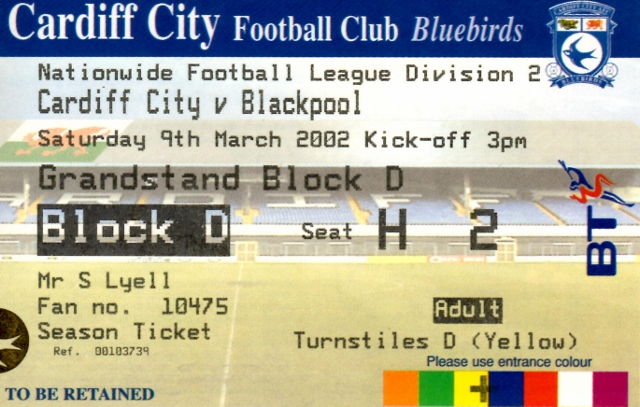 Cardiff City Football Club Bluebirds
Nationwide Football League Division 2
Cardiff City v Blackpool
Saturday 9th March 2002 Kick-off 3pm
Grandstand Block D
Block D Seat H 2
BT
Mr S Lyell
Fan no. 10475
Season Ticket
Ref. 00103739
Adult
Turnstiles D (Yellow)
Please use entrance colour
TO BE RETAINED